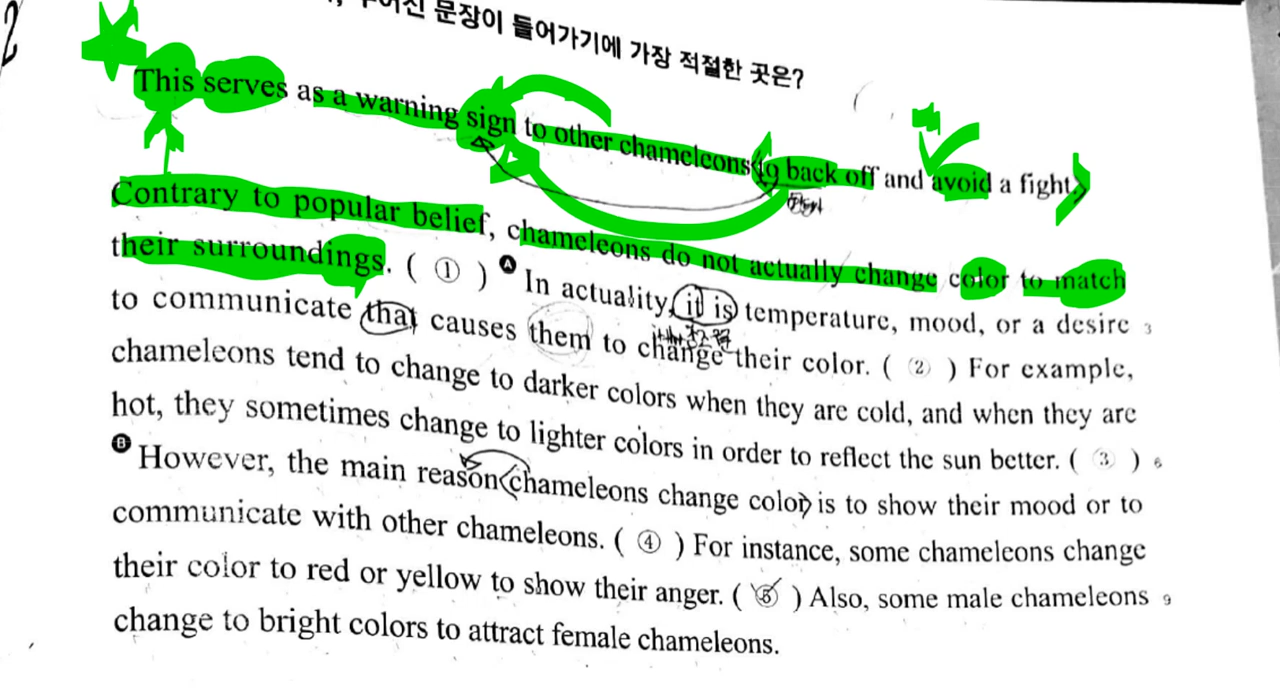 2
문장이 들어가기에 가장 적절한 곳은?
This serves as a warning sign to other chameleons to back off and avoid a fight
Contrary to popular belief, chameleons do not actually change color to match
their surroundings. ( ① ) A In actuality, it is temperature, mood, or a desire 3
to communicate that causes them to change their color. ( ② ) For example,
chameleons tend to change to darker colors when they are cold, and when they are
hot, they sometimes change to lighter colors in order to reflect the sun better. ( ③ ) 6
B However, the main reason chameleons change color is to show their mood or to
communicate with other chameleons. ( ④ ) For instance, some chameleons change
their color to red or yellow to show their anger. ( ⑤ ) Also, some male chameleons 9
change to bright colors to attract female chameleons.